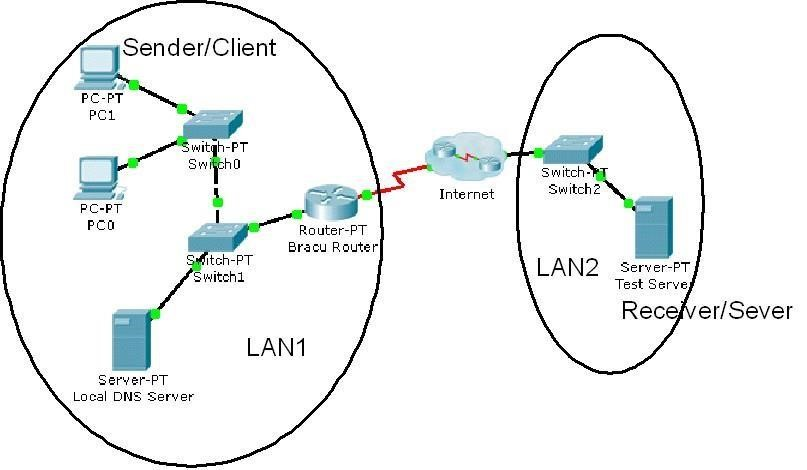 Sender/Client
PC-PT
PC1
Switch-PT
Switch0
PC-PT
PC0
Router-PT
Bracu Router
Switch-PT
Switch1
Server-PT
Local DNS Server
LAN1
Internet
Switch-PT
Switch2
LAN2
Server-PT
Test Server
Receiver/Sever